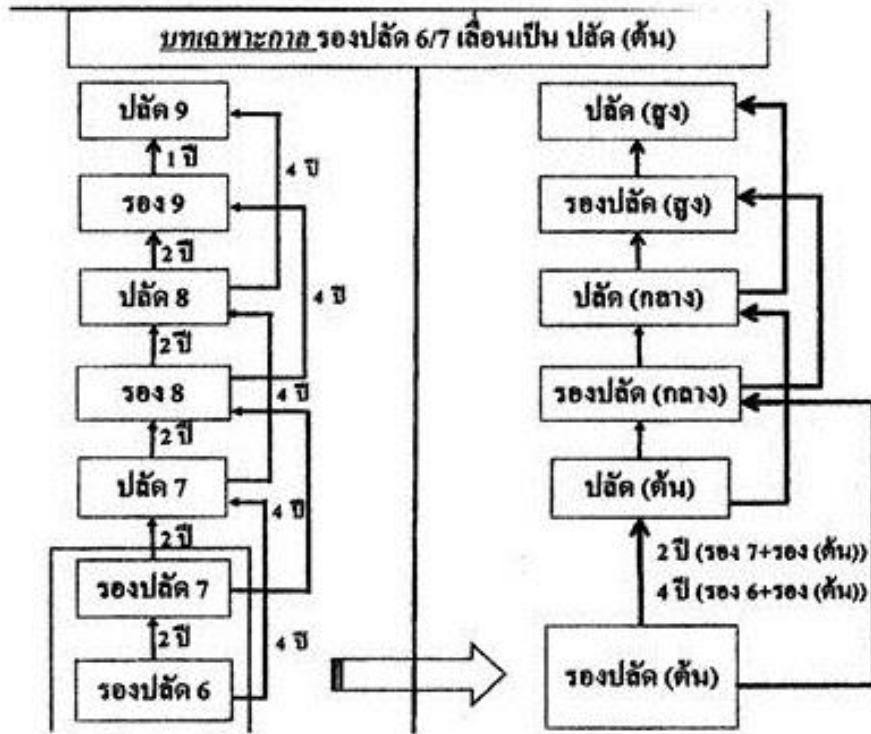 บทเฉพาะกาล รองปลัด 6/7 เลื่อนเป็น ปลัด (ต้น)
ปลัด 9
1 ปี
4 ปี
รอง 9
2 ปี
ปลัด 8
4 ปี
2 ปี
รอง 8
4 ปี
2 ปี
ปลัด 7
4 ปี
2 ปี
รองปลัด 7
2 ปี
4 ปี
รองปลัด 6
ปลัด (สูง)
รองปลัด (สูง)
ปลัด (กลาง)
รองปลัด (กลาง)
ปลัด (ต้น)
2 ปี (รอง 7+รอง (ต้น))
4 ปี (รอง 6+รอง (ต้น))
รองปลัด (ต้น)